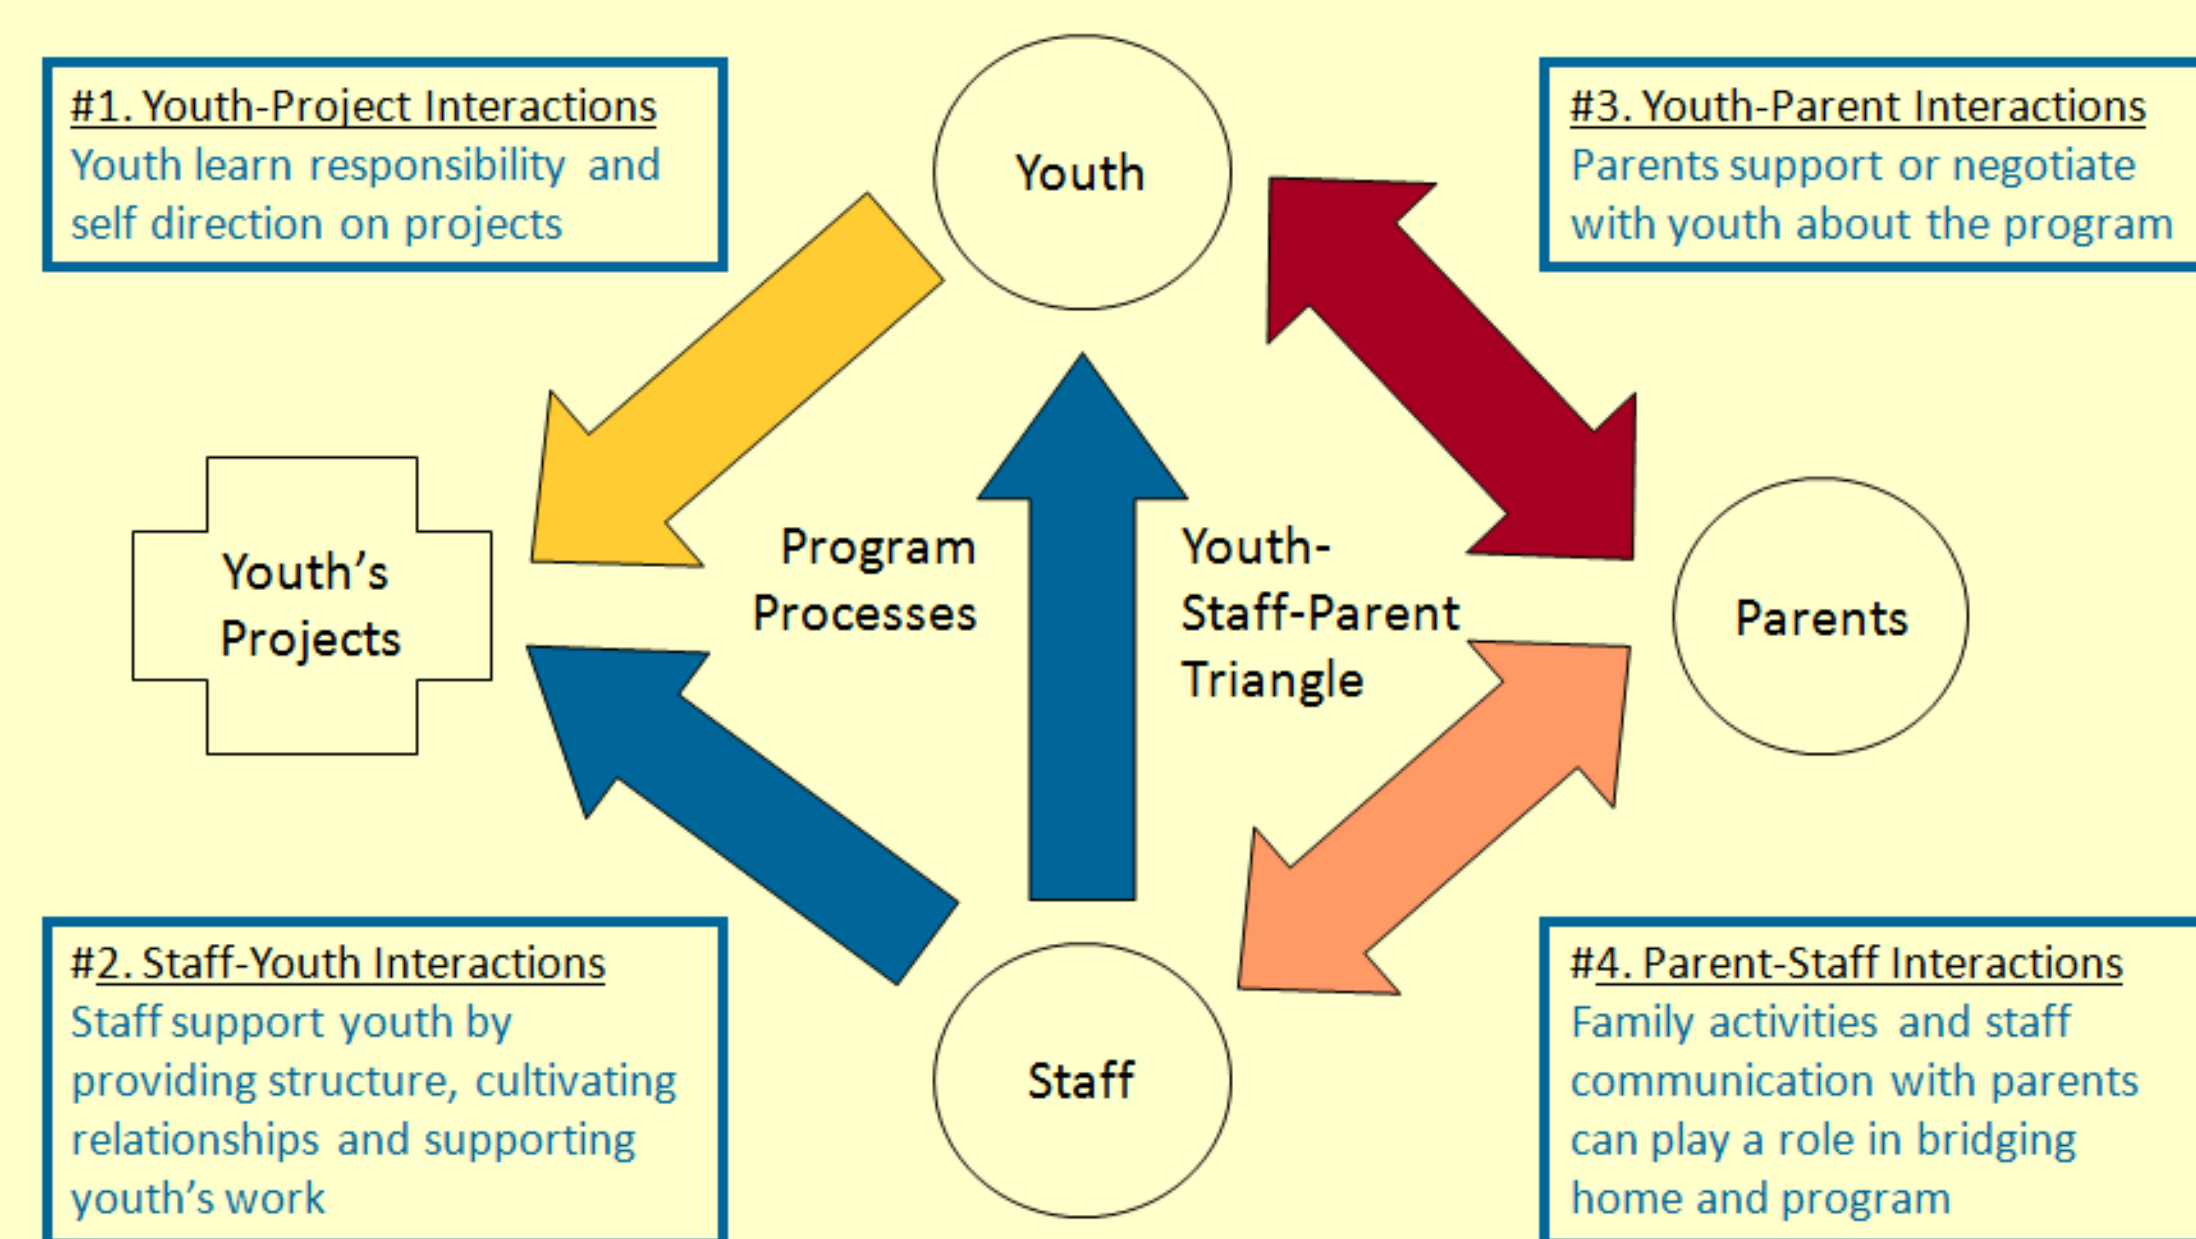 #1. Youth-Project Interactions
Youth learn responsibility and
self direction on projects
Youth
#3. Youth-Parent Interactions
Parents support or negotiate
with youth about the program
Youth's
Projects
Program
Processes
Youth-
Staff-Parent
Triangle
Parents
#2. Staff-Youth Interactions
Staff support youth by
providing structure, cultivating
relationships and supporting
youth's work
Staff
#4. Parent-Staff Interactions
Family activities and staff
communication with parents
can play a role in bridging
home and program